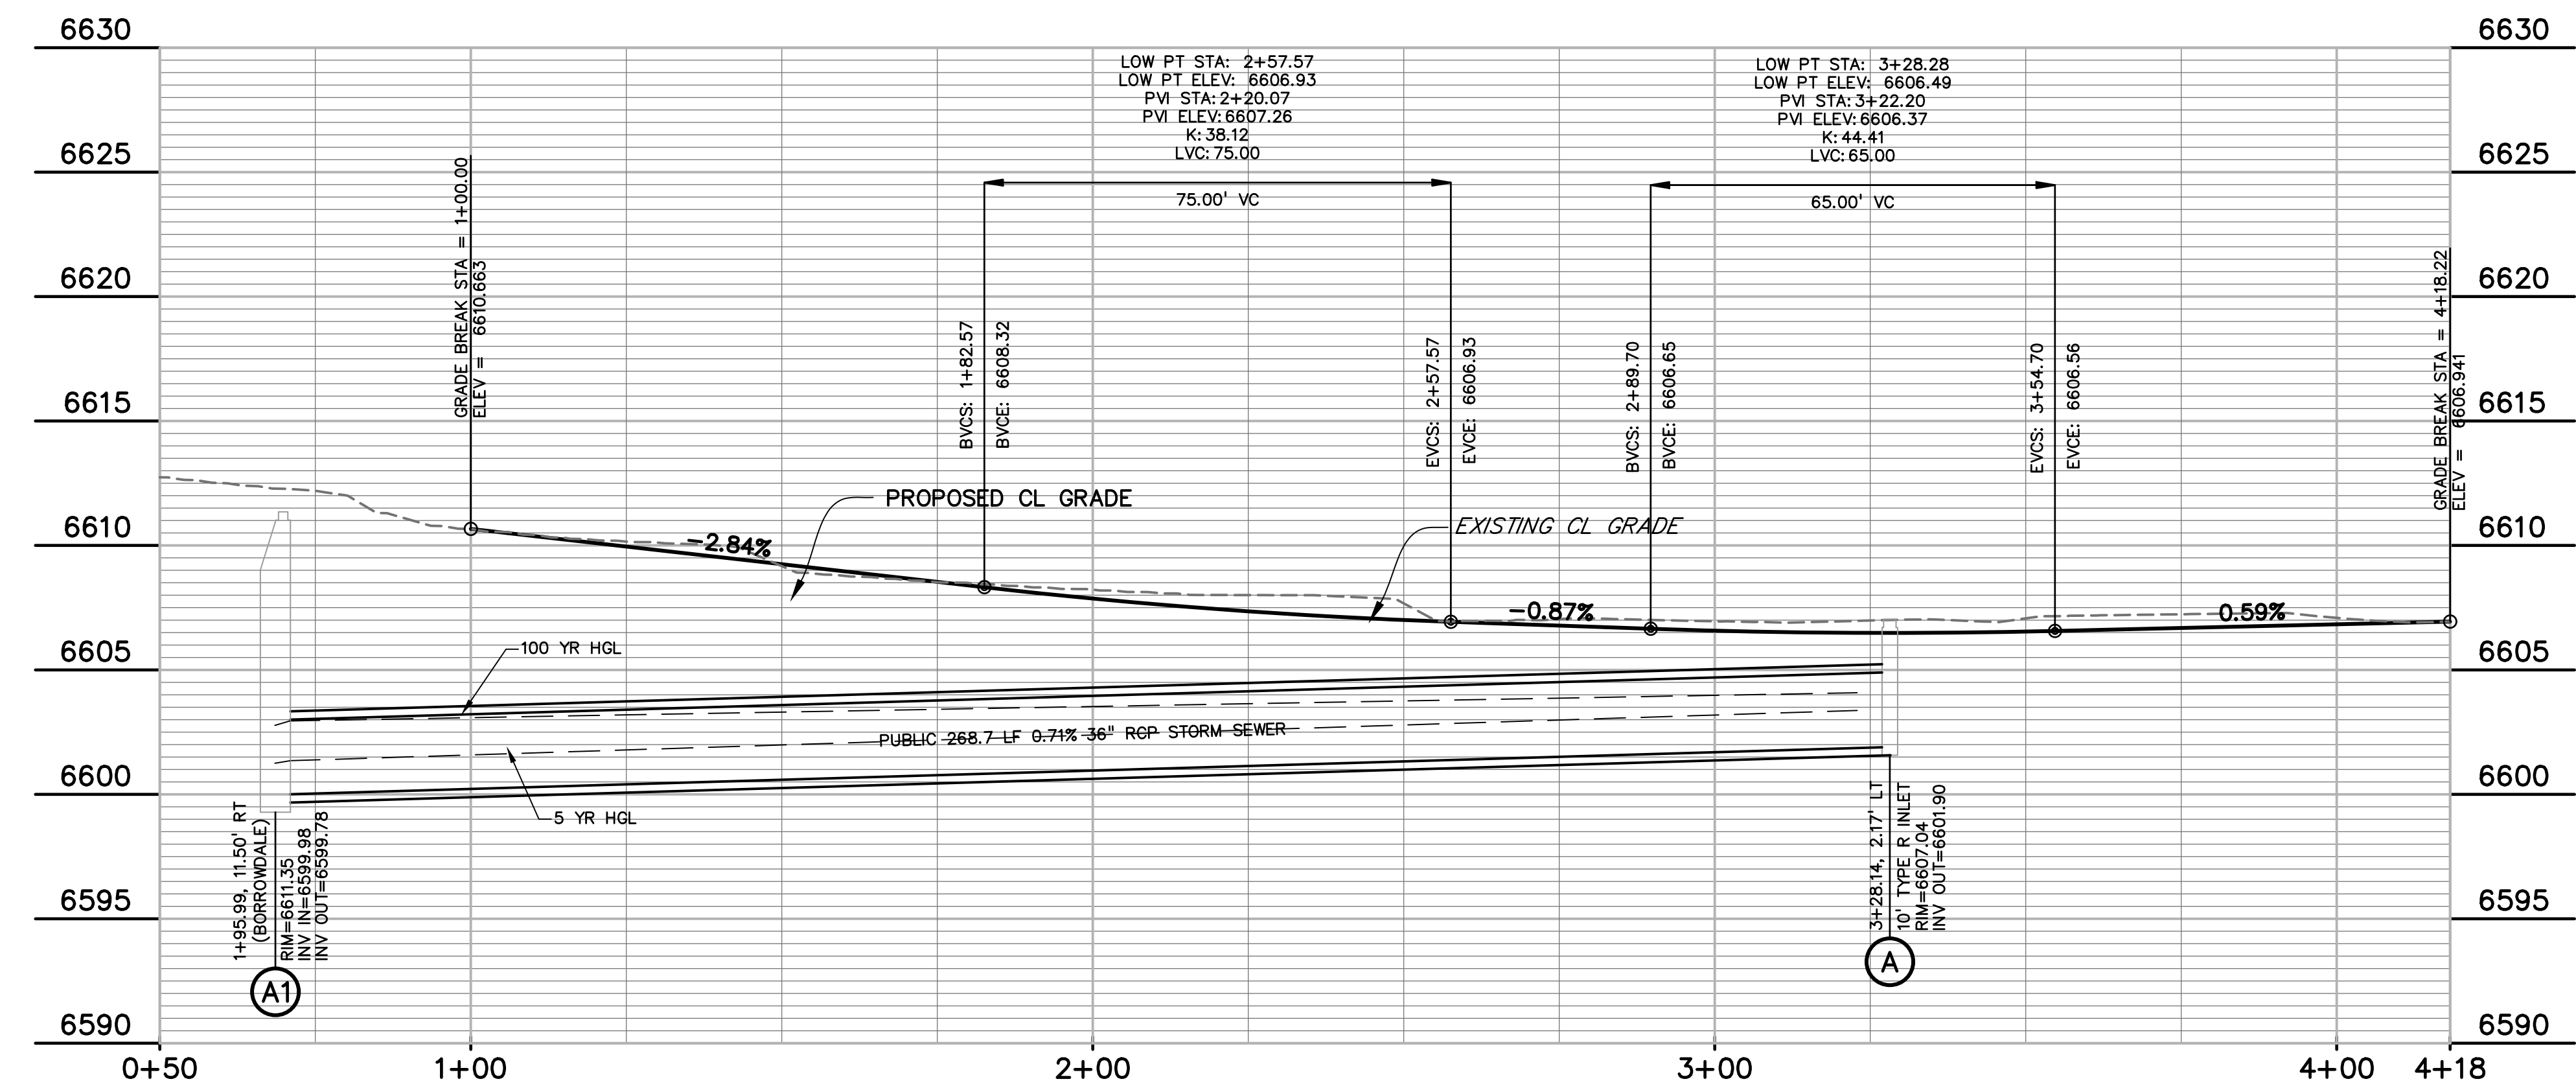 6630
6630
LOW PT STA: 2+57.57
LOW PT ELEV: 6606.93
PVI STA: 2+20.07
PVI ELEV: 6607.26
K: 38.12
LVC: 75.00
LOW PT STA: 3+28.28
LOW PT ELEV: 6606.49
PVI STA: 3+22.20
PVI ELEV: 6606.37
K: 44.41
LVC: 65.00
6625
6625
75.00' VC
65.00' VC
GRADE BREAK STA = 1+00.00
ELEV = 6610.663
BVCS: 1+82.57
BVCE: 6608.32
EVCS: 2+57.57
EVCE: 6606.93
BVCS: 2+89.70
BVCE: 6606.65
EVCS: 3+54.70
EVCE: 6606.56
GRADE BREAK STA = 4+18.22
ELEV = 6606.941
6620
6620
6615
6615
PROPOSED CL GRADE
EXISTING CL GRADE
6610
6610
-2.84%
-0.87%
0.59%
100 YR HGL
6605
6605
PUBLIC 268.7 LF 0.71% 36" RCP STORM SEWER
5 YR HGL
6600
6600
1+95.99, 11.50' RT
(BORROWDALE)
RIM=6611.35
INV IN=6599.98
INV OUT=6599.78
3+28.14, 2.17' LT
10' TYPE R INLET
RIM=6607.04
INV OUT=6601.90
6595
6595
A1
A
6590
6590
0+50
1+00
2+00
3+00
4+00
4+18